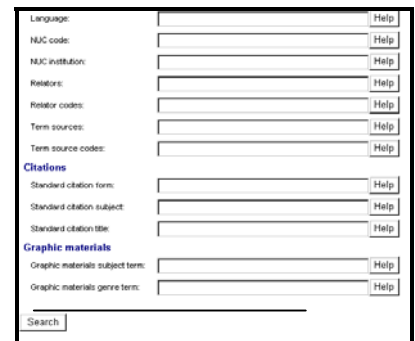 Language: Help
NUC code: Help
NUC institution: Help
Relators: Help
Relator codes: Help
Term sources: Help
Term source codes: Help
Citations
Standard citation form: Help
Standard citation subject: Help
Standard citation title: Help
Graphic materials
Graphic materials subject term: Help
Graphic materials genre term: Help
Search